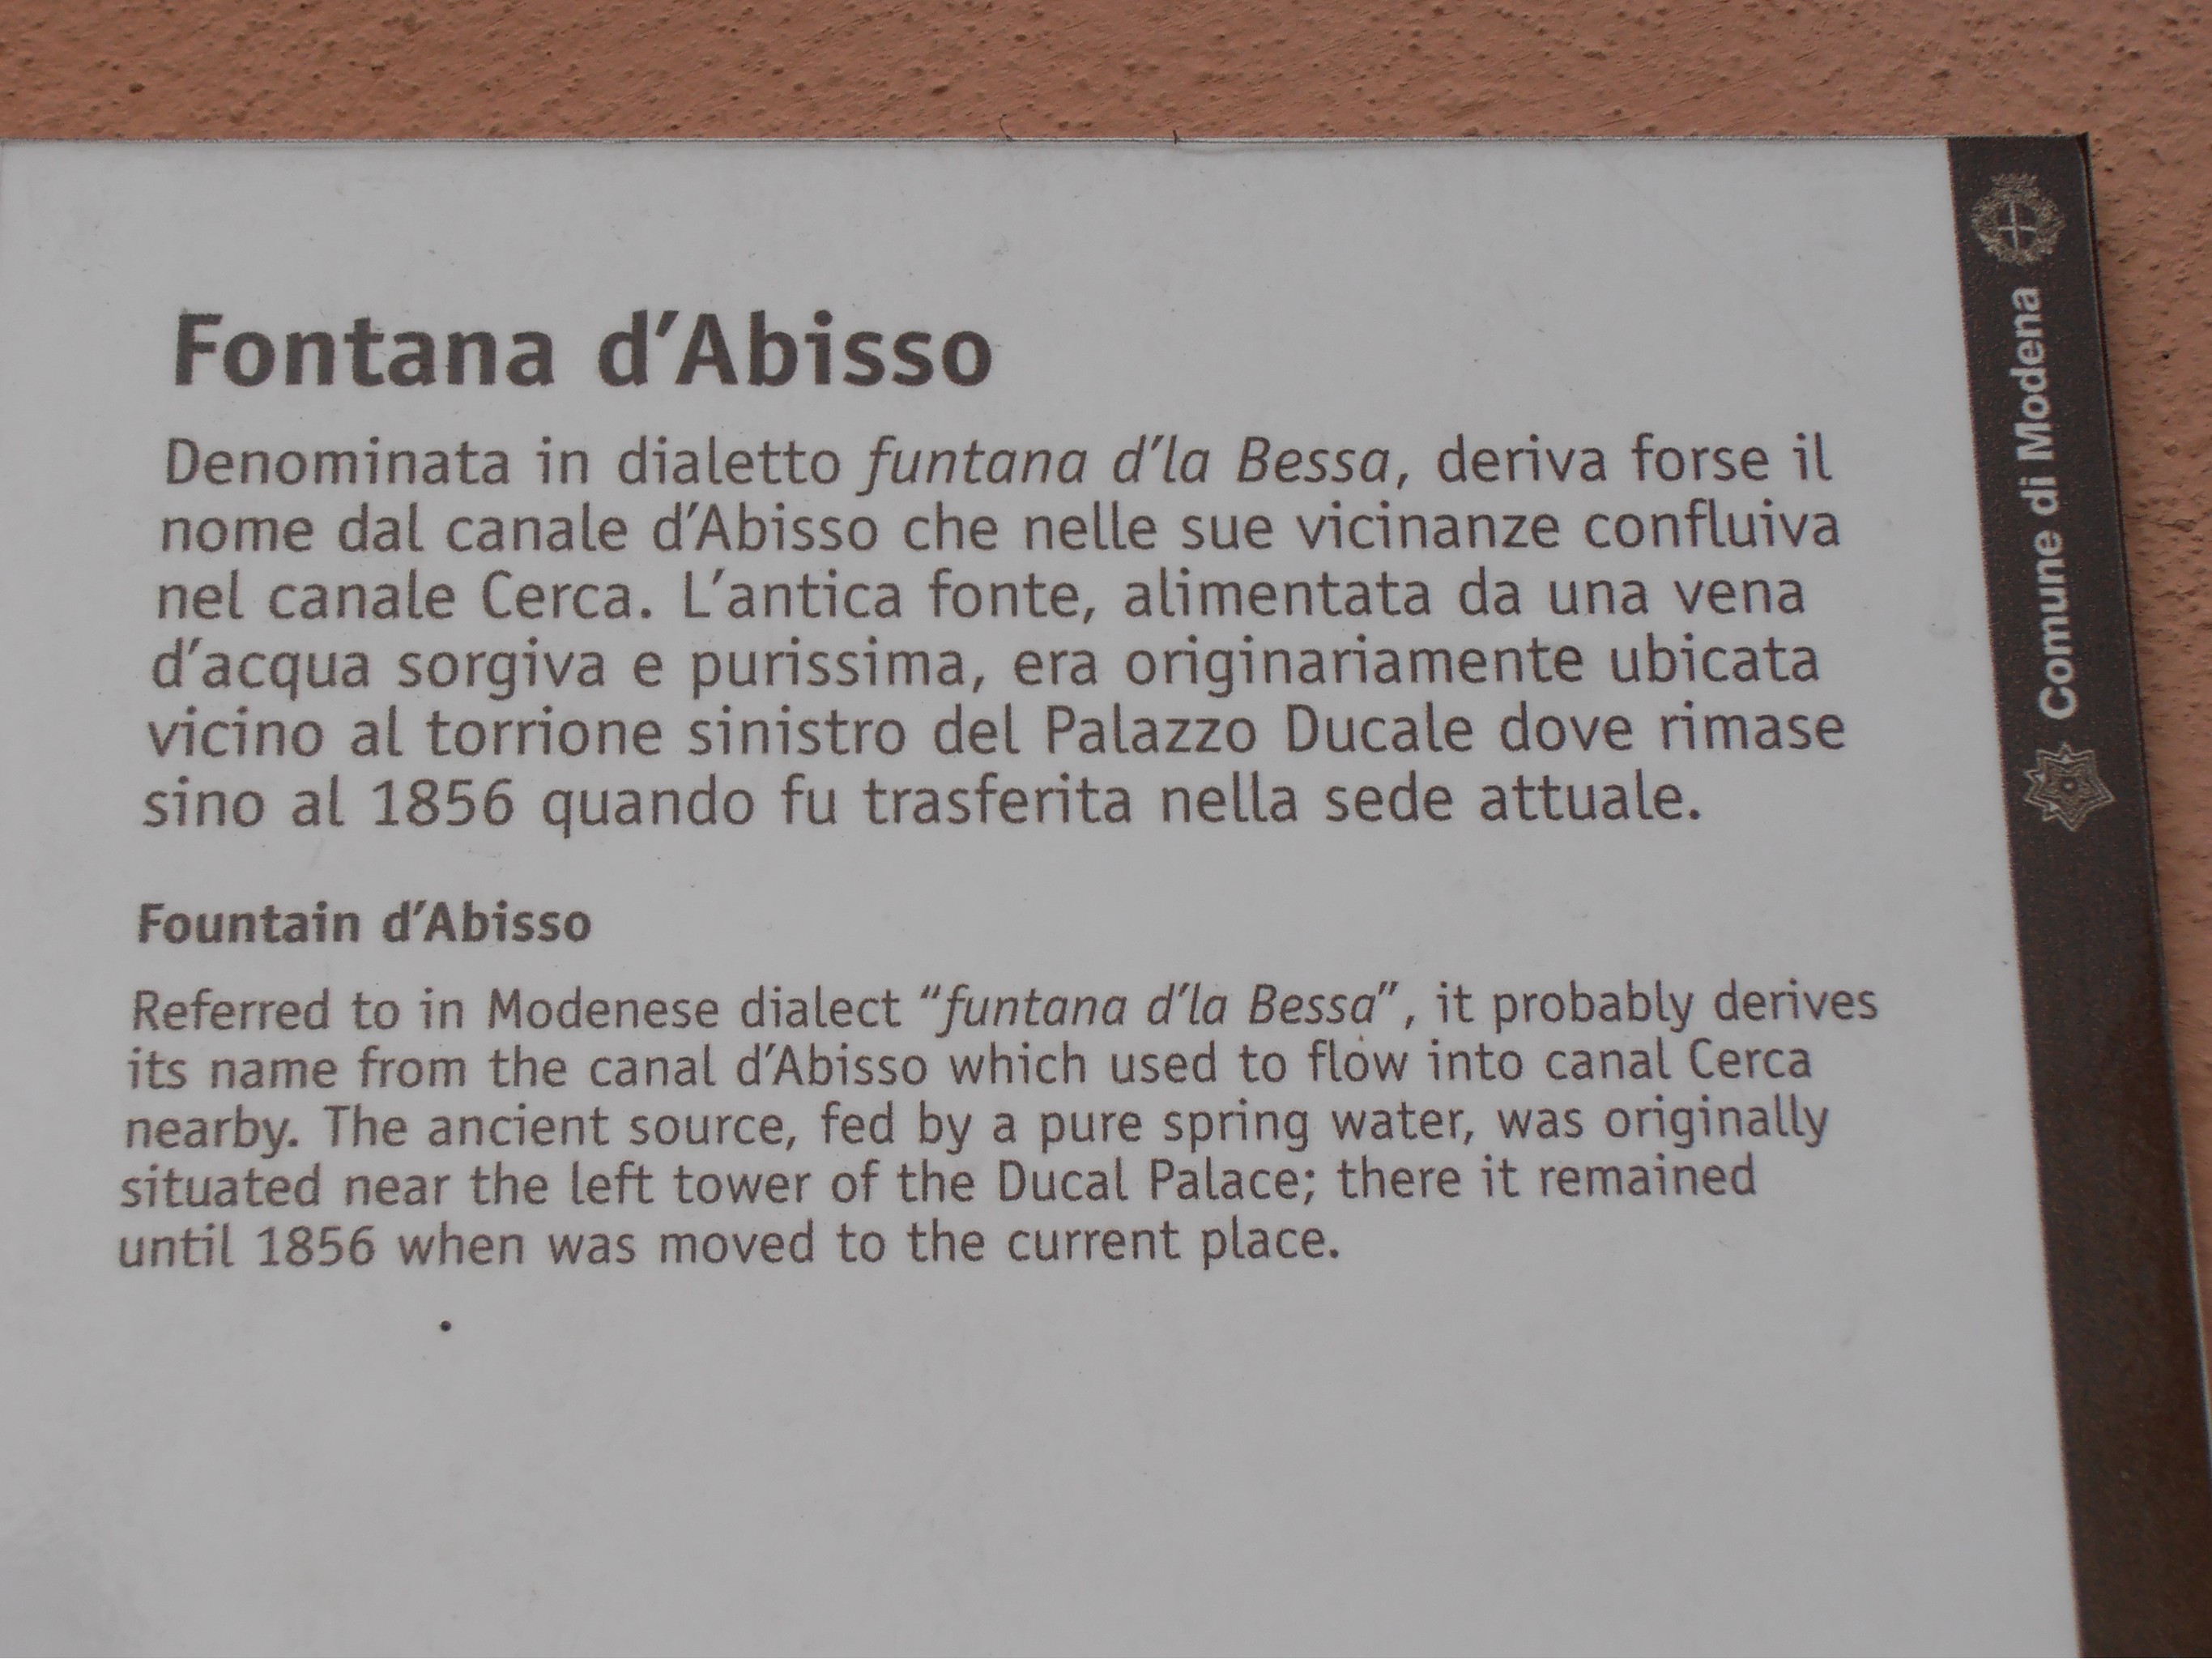 Fontana d'Abisso
Denominata in dialetto funtana d'la Bessa, deriva forse il
nome dal canale d'Abisso che nelle sue vicinanze confluiva
nel canale Cerca. L'antica fonte, alimentata da una vena
d'acqua sorgiva e purissima, era originariamente ubicata
vicino al torrione sinistro del Palazzo Ducale dove rimase
sino al 1856 quando fu trasferita nella sede attuale.
Fountain d'Abisso
Referred to in Modenese dialect "funtana d'la Bessa", it probably derives
its name from the canal d'Abisso which used to flow into canal Cerca
nearby. The ancient source, fed by a pure spring water, was originally
situated near the left tower of the Ducal Palace; there it remained
until 1856 when was moved to the current place.
Comune di Modena